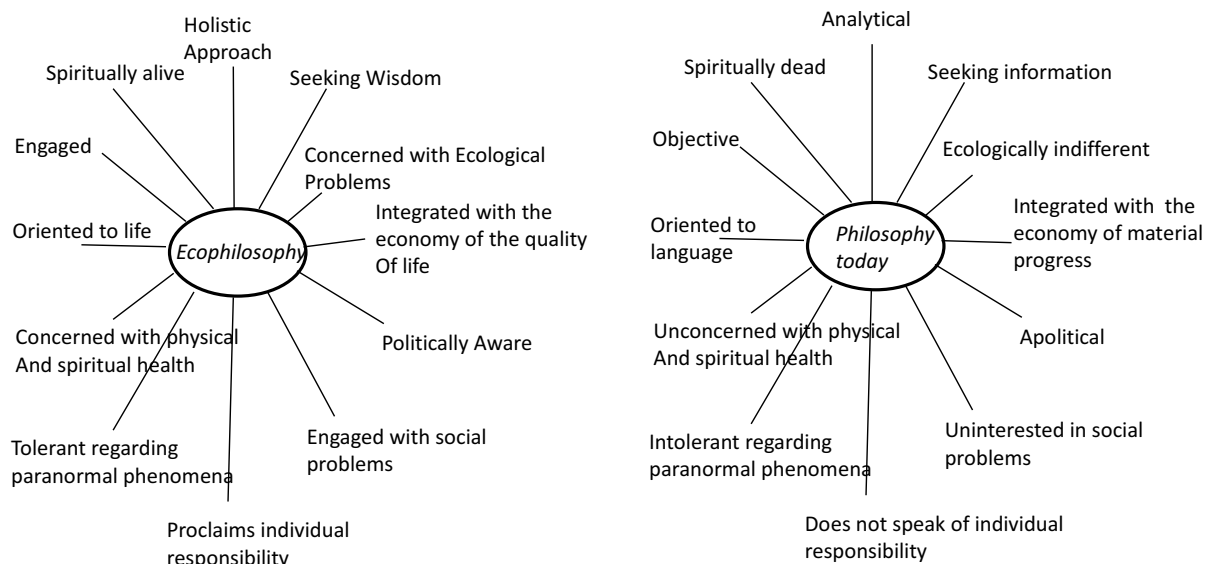 Holistic
Approach
Spiritually alive
Seeking Wisdom
Engaged
Concerned with Ecological
Problems
Oriented to life
Ecophilosophy
Integrated with the
economy of the quality
Of life
Concerned with physical
And spiritual health
Politically Aware
Tolerant regarding
paranormal phenomena
Engaged with social
problems
Proclaims individual
responsibility
Analytical
Spiritually dead
Seeking information
Objective
Ecologically indifferent
Oriented to
language
Philosophy
today
Integrated with the
economy of material
progress
Unconcerned with physical
And spiritual health
Apolitical
Intolerant regarding
paranormal phenomena
Uninterested in social
problems
Does not speak of individual
responsibility